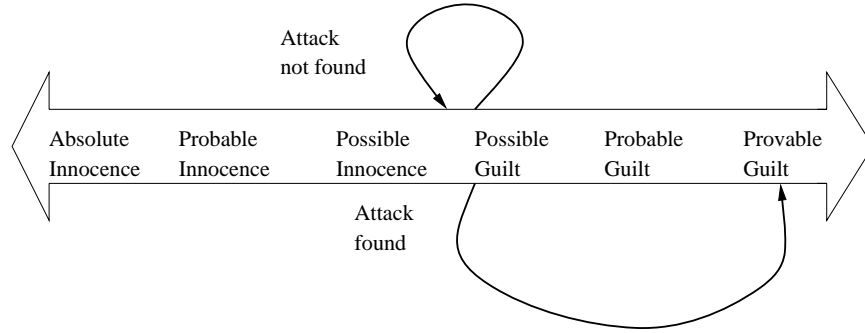 Attack
not found
Absolute Probable Possible Possible Probable Provable
Innocence Innocence Innocence Guilt Guilt Guilt
Attack
found